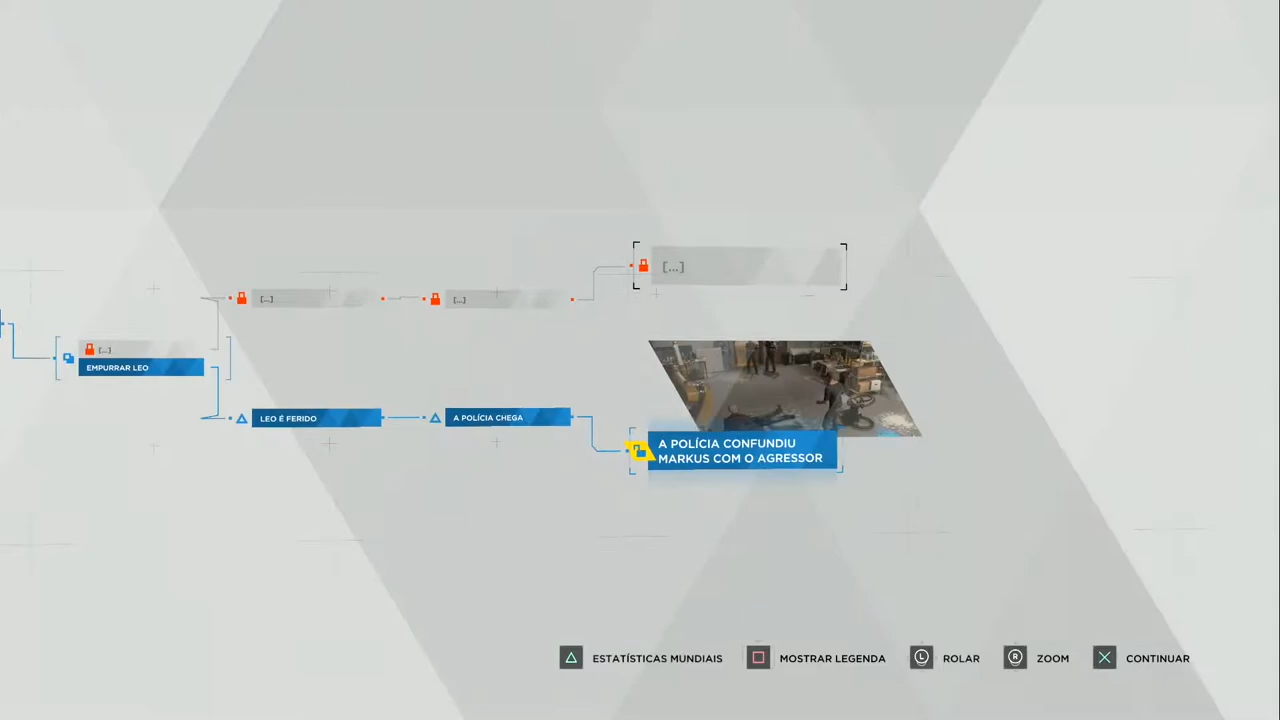 [...]
[...]
[...]
[...]
EMPURRAR LEO
LEO É FERIDO
A POLÍCIA CHEGA
A POLÍCIA CONFUNDIU
MARKUS COM O AGRESSOR
ESTATÍSTICAS MUNDIAIS
MOSTRAR LEGENDA
L
ROLAR
R
ZOOM
CONTINUAR